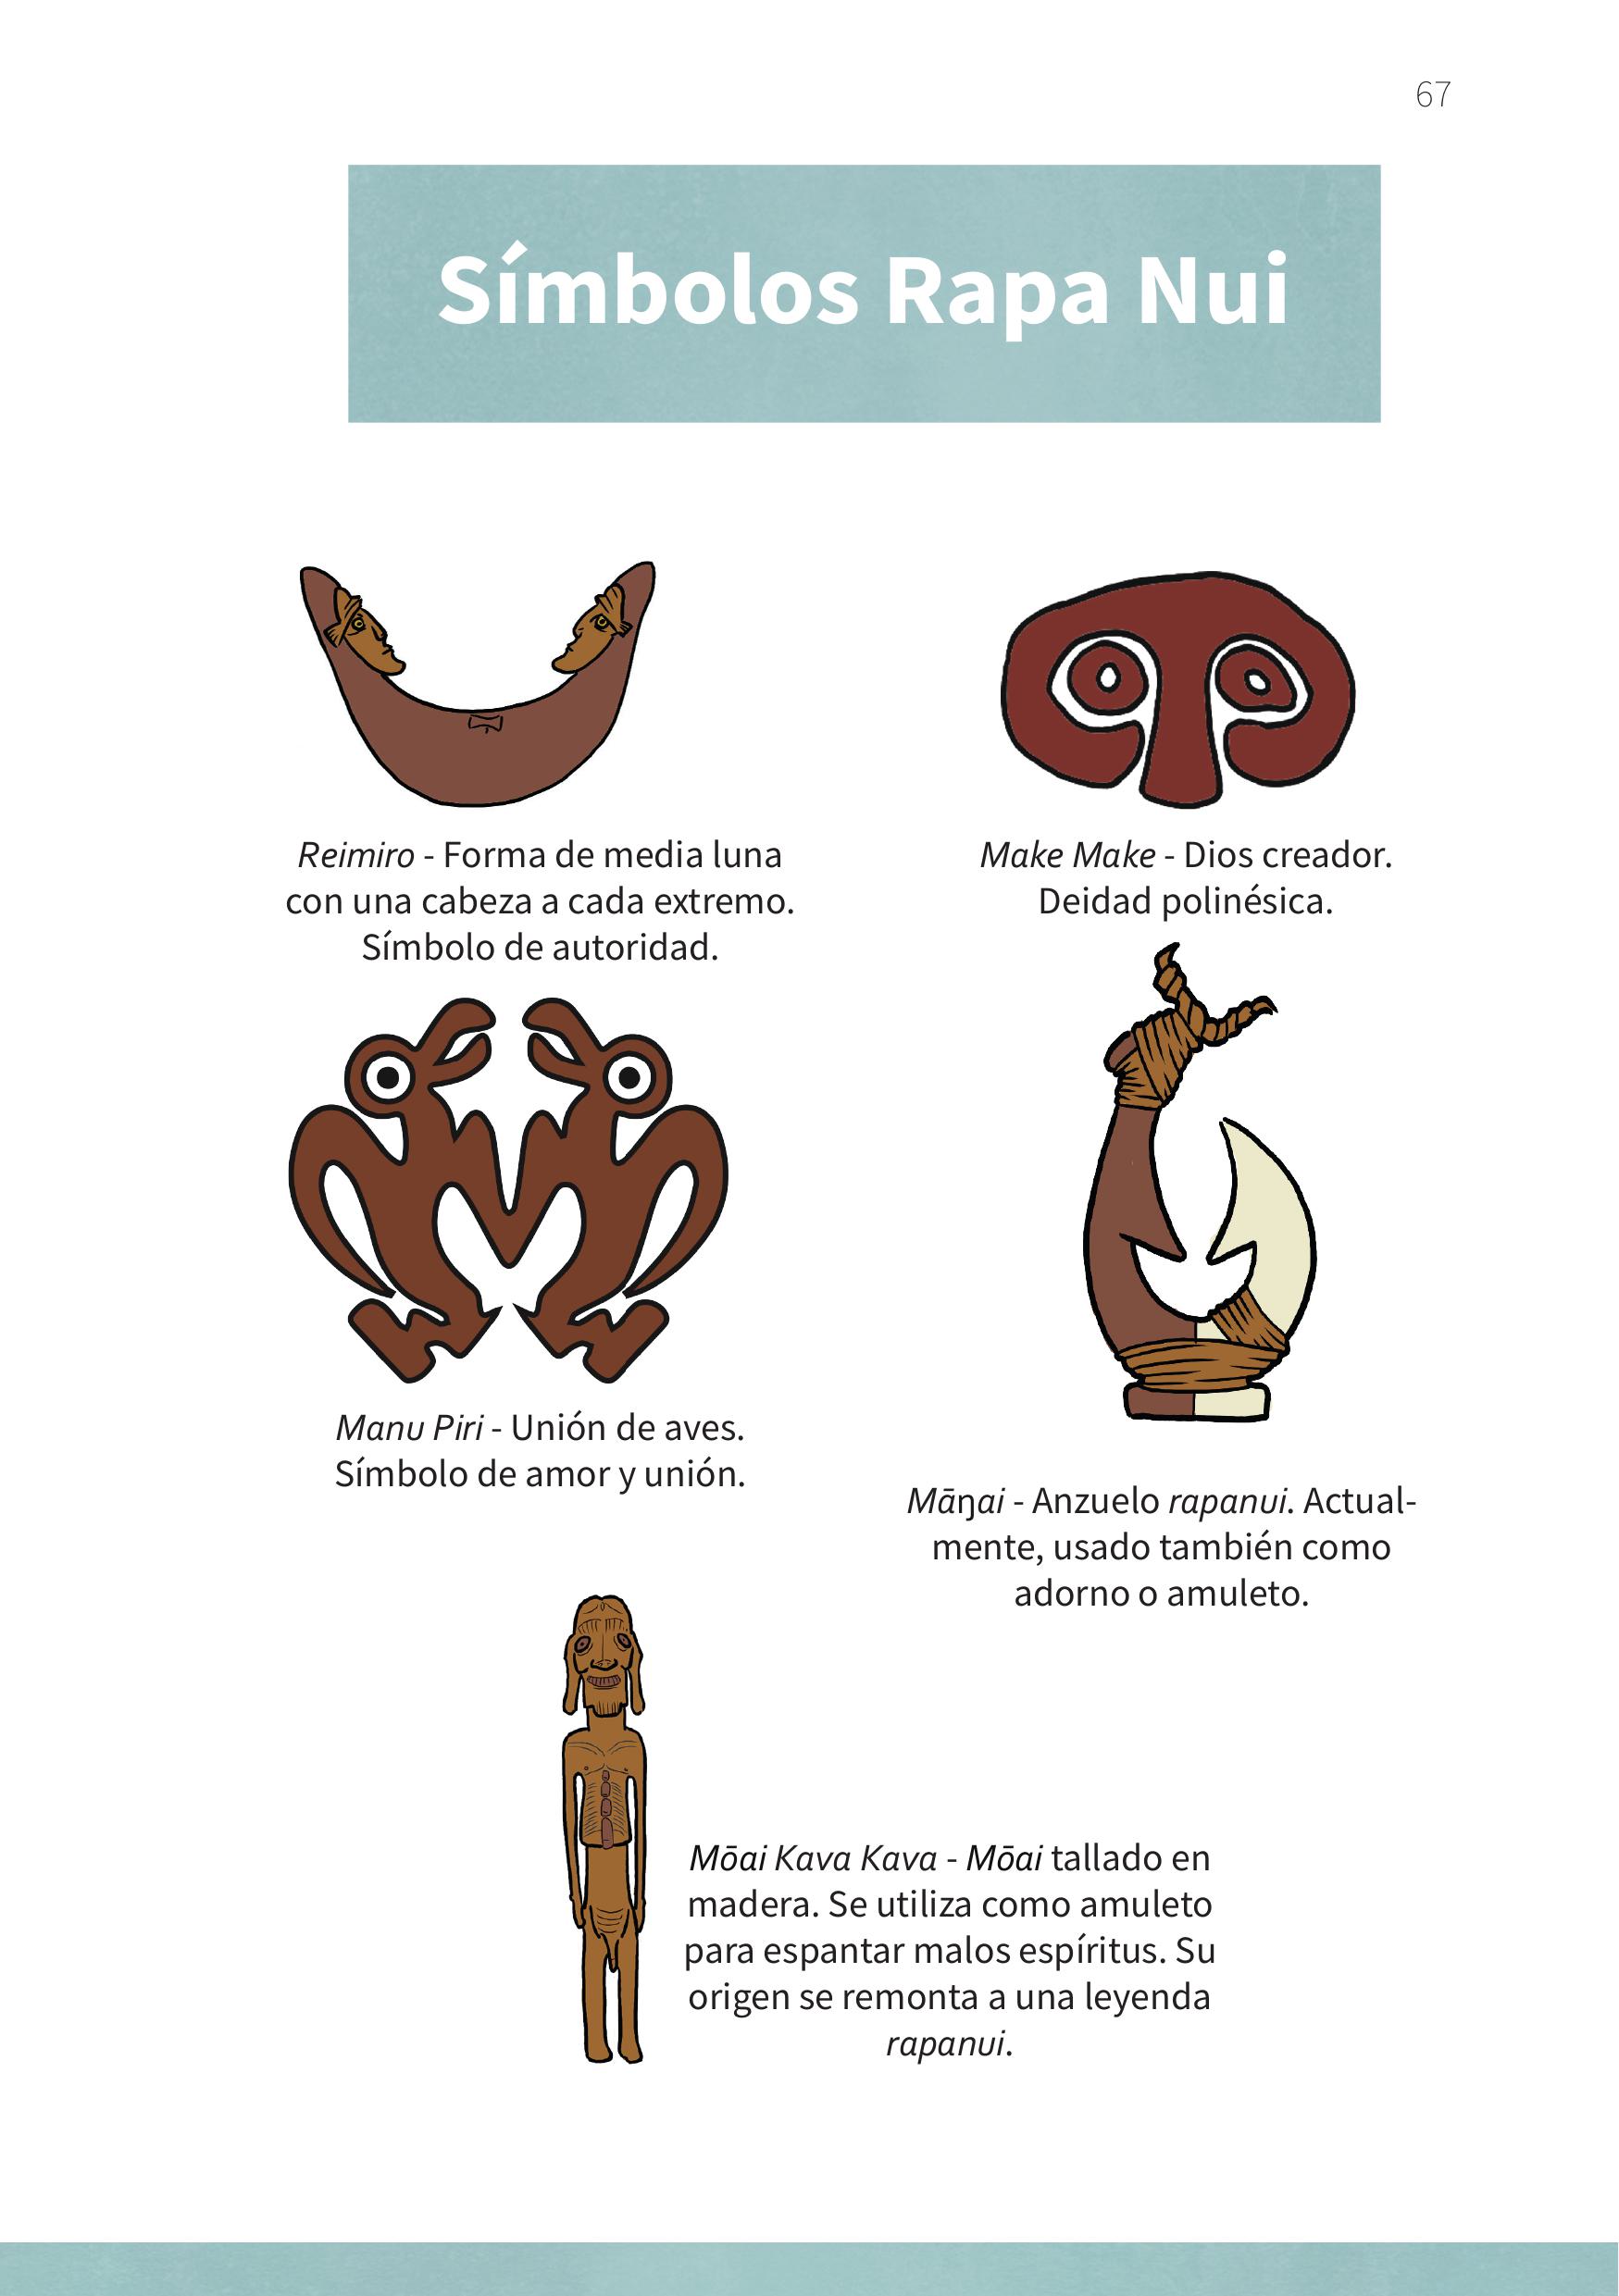 67
Símbolos Rapa Nui
Reimiro - Forma de media luna
con una cabeza a cada extremo.
Símbolo de autoridad.
Make Make - Dios creador.
Deidad polinésica.
Manu Piri - Unión de aves.
Símbolo de amor y unión.
Māŋai - Anzuelo rapanui. Actual-
mente, usado también como
adorno o amuleto.
Mōai Kava Kava - Mōai tallado en
madera. Se utiliza como amuleto
para espantar malos espíritus. Su
origen se remonta a una leyenda
rapanui.